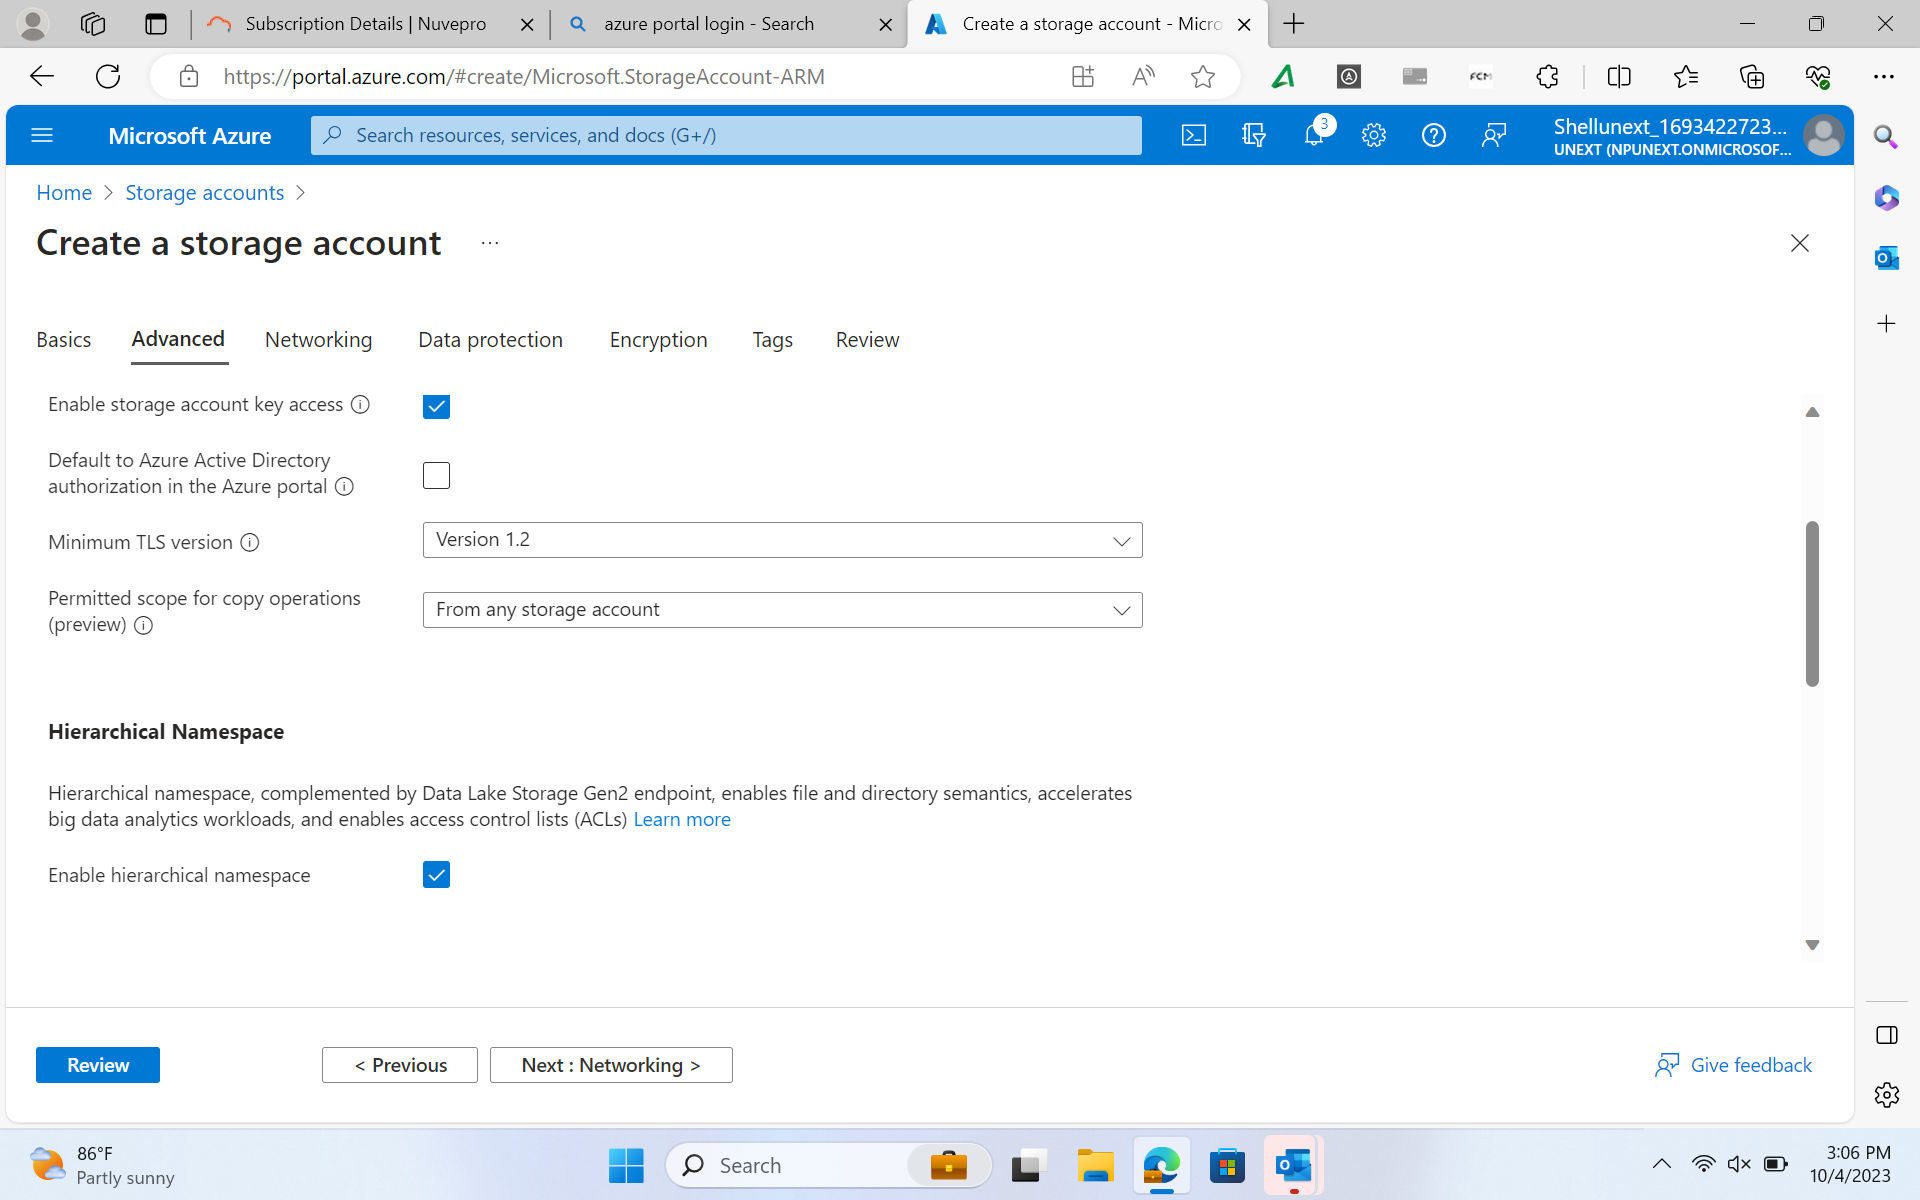 Subscription Details | Nuvepro
azure portal login - Search
Create a storage account - Micro
https://portal.azure.com/#create/Microsoft.StorageAccount-ARM
FCM
Microsoft Azure
Search resources, services, and docs (G+/)
3
Shellunext_1693422723...
UNEXT (NPUNEXT.ONMICROSOF...
Home > Storage accounts >
Create a storage account ...
Basics
Advanced
Networking
Data protection
Encryption
Tags
Review
Enable storage account key access
Default to Azure Active Directory
authorization in the Azure portal
Minimum TLS version
Version 1.2
Permitted scope for copy operations
(preview)
From any storage account
Hierarchical Namespace
Hierarchical namespace, complemented by Data Lake Storage Gen2 endpoint, enables file and directory semantics, accelerates
big data analytics workloads, and enables access control lists (ACLs) Learn more
Enable hierarchical namespace
Review
< Previous
Next : Networking >
Give feedback
86°F
Partly sunny
Search
3:06 PM
10/4/2023